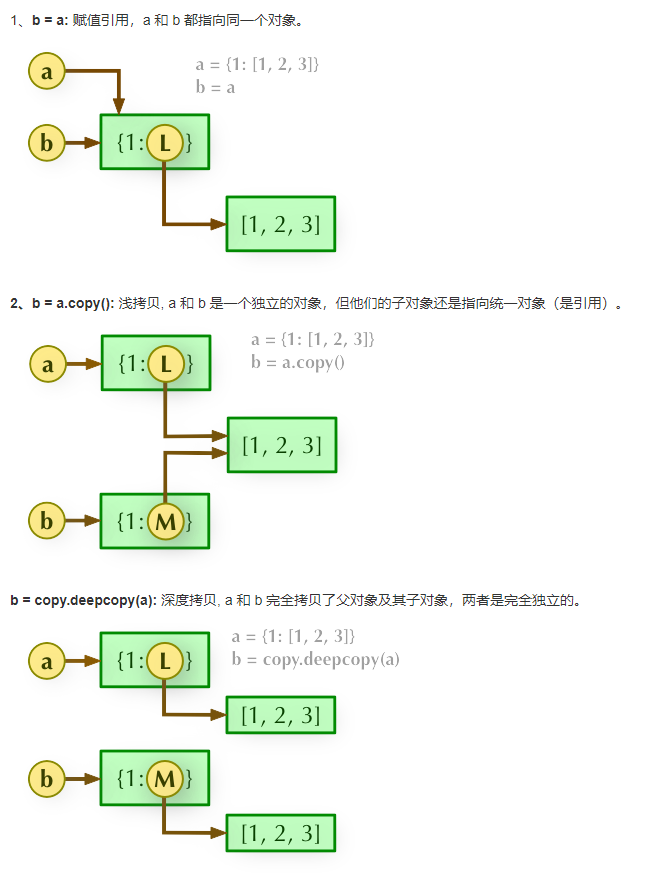 1、b = a: 赋值引用，a 和 b 都指向同一个对象。
a
a = {1: [1, 2, 3]}
b = a
b
{1: L }
[1, 2, 3]
2、b = a.copy(): 浅拷贝, a 和 b 是一个独立的对象，但他们的子对象还是指向统一对象（是引用）。
a = {1: [1, 2, 3]}
b = a.copy()
a
{1: L }
[1, 2, 3]
b
{1: M }
b = copy.deepcopy(a): 深度拷贝, a 和 b 完全拷贝了父对象及其子对象，两者是完全独立的。
a = {1: [1, 2, 3]}
b = copy.deepcopy(a)
a
{1: L }
[1, 2, 3]
b
{1: M }
[1, 2, 3]